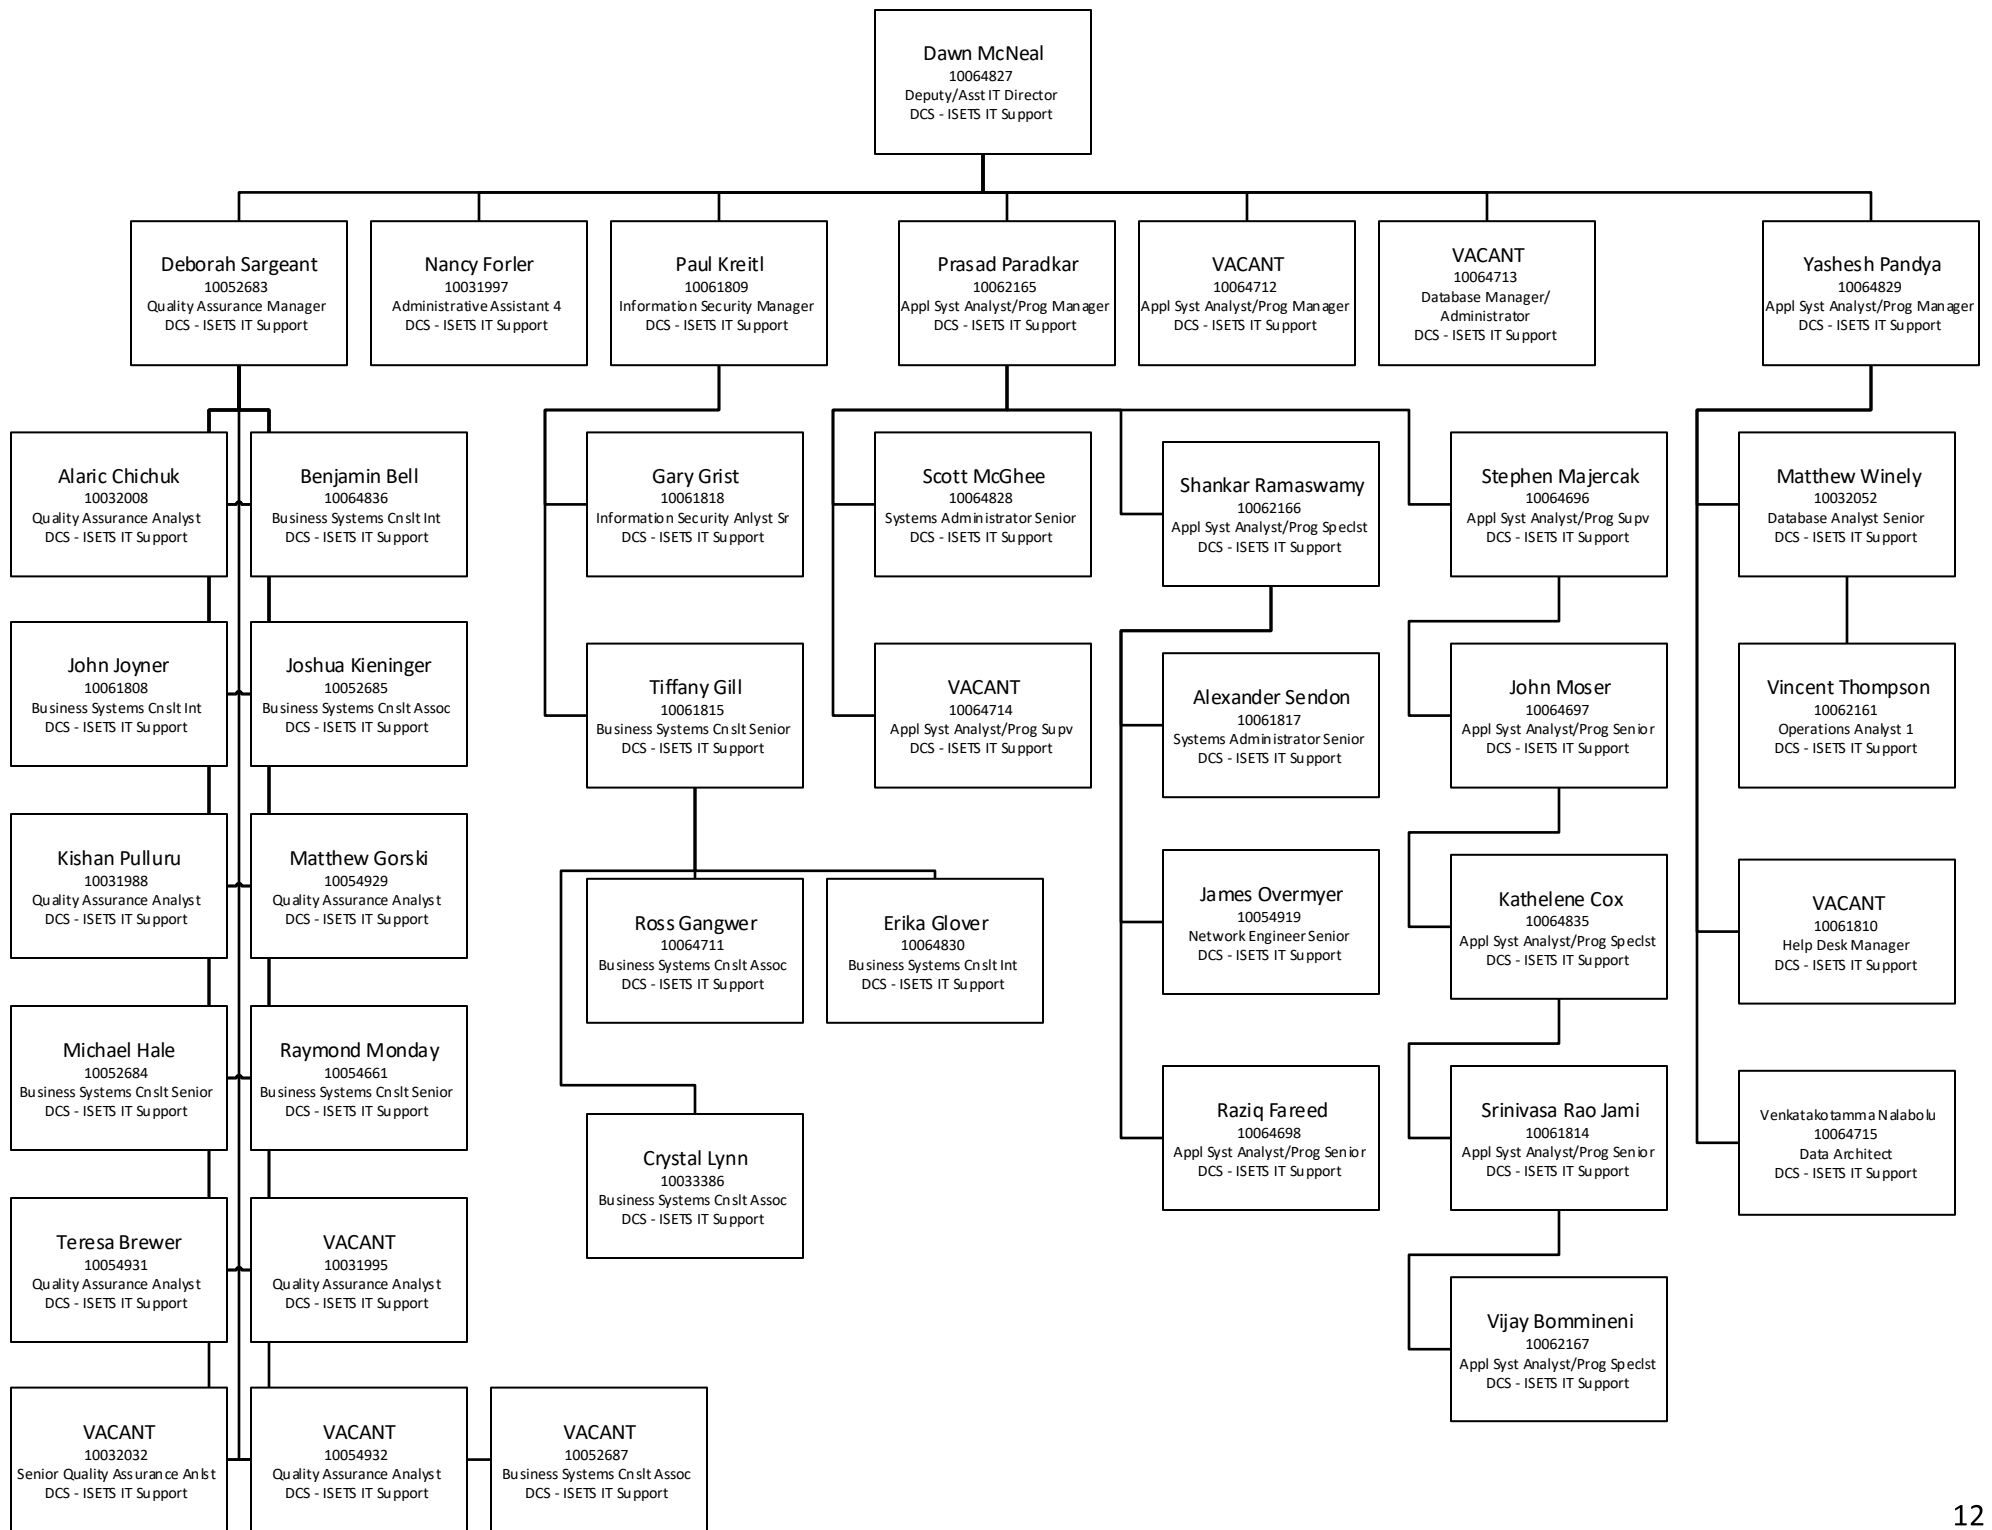 Dawn McNeal
10064827
Deputy/Asst IT Director
DCS - ISETS IT Support
Deborah Sargeant
10052683
Quality Assurance Manager
DCS - ISETS IT Support
Nancy Forler
10031997
Administrative Assistant 4
DCS - ISETS IT Support
Paul Kreitl
10061809
Information Security Manager
DCS - ISETS IT Support
Prasad Paradkar
10062165
Appl Syst Analyst/Prog Manager
DCS - ISETS IT Support
VACANT
10064712
Appl Syst Analyst/Prog Manager
DCS - ISETS IT Support
VACANT
10064713
Database Manager/
Administrator
DCS - ISETS IT Support
Yashesh Pandya
10064829
Appl Syst Analyst/Prog Manager
DCS - ISETS IT Support
Alaric Chichuk
10032008
Quality Assurance Analyst
DCS - ISETS IT Support
Benjamin Bell
10064836
Business Systems Cnslt Int
DCS - ISETS IT Support
Gary Grist
10061818
Information Security Anlyst Sr
DCS - ISETS IT Support
Scott McGhee
10064828
Systems Administrator Senior
DCS - ISETS IT Support
Shankar Ramaswamy
10062166
Appl Syst Analyst/Prog Speclst
DCS - ISETS IT Support
Stephen Majercak
10064696
Appl Syst Analyst/Prog Supv
DCS - ISETS IT Support
Matthew Winely
10032052
Database Analyst Senior
DCS - ISETS IT Support
John Joyner
10061808
Business Systems Cnslt Int
DCS - ISETS IT Support
Joshua Kieninger
10052685
Business Systems Cnslt Assoc
DCS - ISETS IT Support
Tiffany Gill
10061815
Business Systems Cnslt Senior
DCS - ISETS IT Support
VACANT
10064714
Appl Syst Analyst/Prog Supv
DCS - ISETS IT Support
Alexander Sendon
10061817
Systems Administrator Senior
DCS - ISETS IT Support
John Moser
10064697
Appl Syst Analyst/Prog Senior
DCS - ISETS IT Support
Vincent Thompson
10062161
Operations Analyst 1
DCS - ISETS IT Support
Kishan Pulluru
10031988
Quality Assurance Analyst
DCS - ISETS IT Support
Matthew Gorski
10054929
Quality Assurance Analyst
DCS - ISETS IT Support
Ross Gangwer
10064711
Business Systems Cnslt Assoc
DCS - ISETS IT Support
Erika Glover
10064830
Business Systems Cnslt Int
DCS - ISETS IT Support
James Overmyer
10054919
Network Engineer Senior
DCS - ISETS IT Support
Kathelene Cox
10064835
Appl Syst Analyst/Prog Speclst
DCS - ISETS IT Support
VACANT
10061810
Help Desk Manager
DCS - ISETS IT Support
Michael Hale
10052684
Business Systems Cnslt Senior
DCS - ISETS IT Support
Raymond Monday
10054661
Business Systems Cnslt Senior
DCS - ISETS IT Support
Crystal Lynn
10033386
Business Systems Cnslt Assoc
DCS - ISETS IT Support
Raziq Fareed
10064698
Appl Syst Analyst/Prog Senior
DCS - ISETS IT Support
Srinivasa Rao Jami
10061814
Appl Syst Analyst/Prog Senior
DCS - ISETS IT Support
Venkatakotamma Nalabolu
10064715
Data Architect
DCS - ISETS IT Support
Teresa Brewer
10054931
Quality Assurance Analyst
DCS - ISETS IT Support
VACANT
10031995
Quality Assurance Analyst
DCS - ISETS IT Support
Vijay Bommineni
10062167
Appl Syst Analyst/Prog Speclst
DCS - ISETS IT Support
VACANT
10032032
Senior Quality Assurance Anlst
DCS - ISETS IT Support
VACANT
10054932
Quality Assurance Analyst
DCS - ISETS IT Support
VACANT
10052687
Business Systems Cnslt Assoc
DCS - ISETS IT Support
12